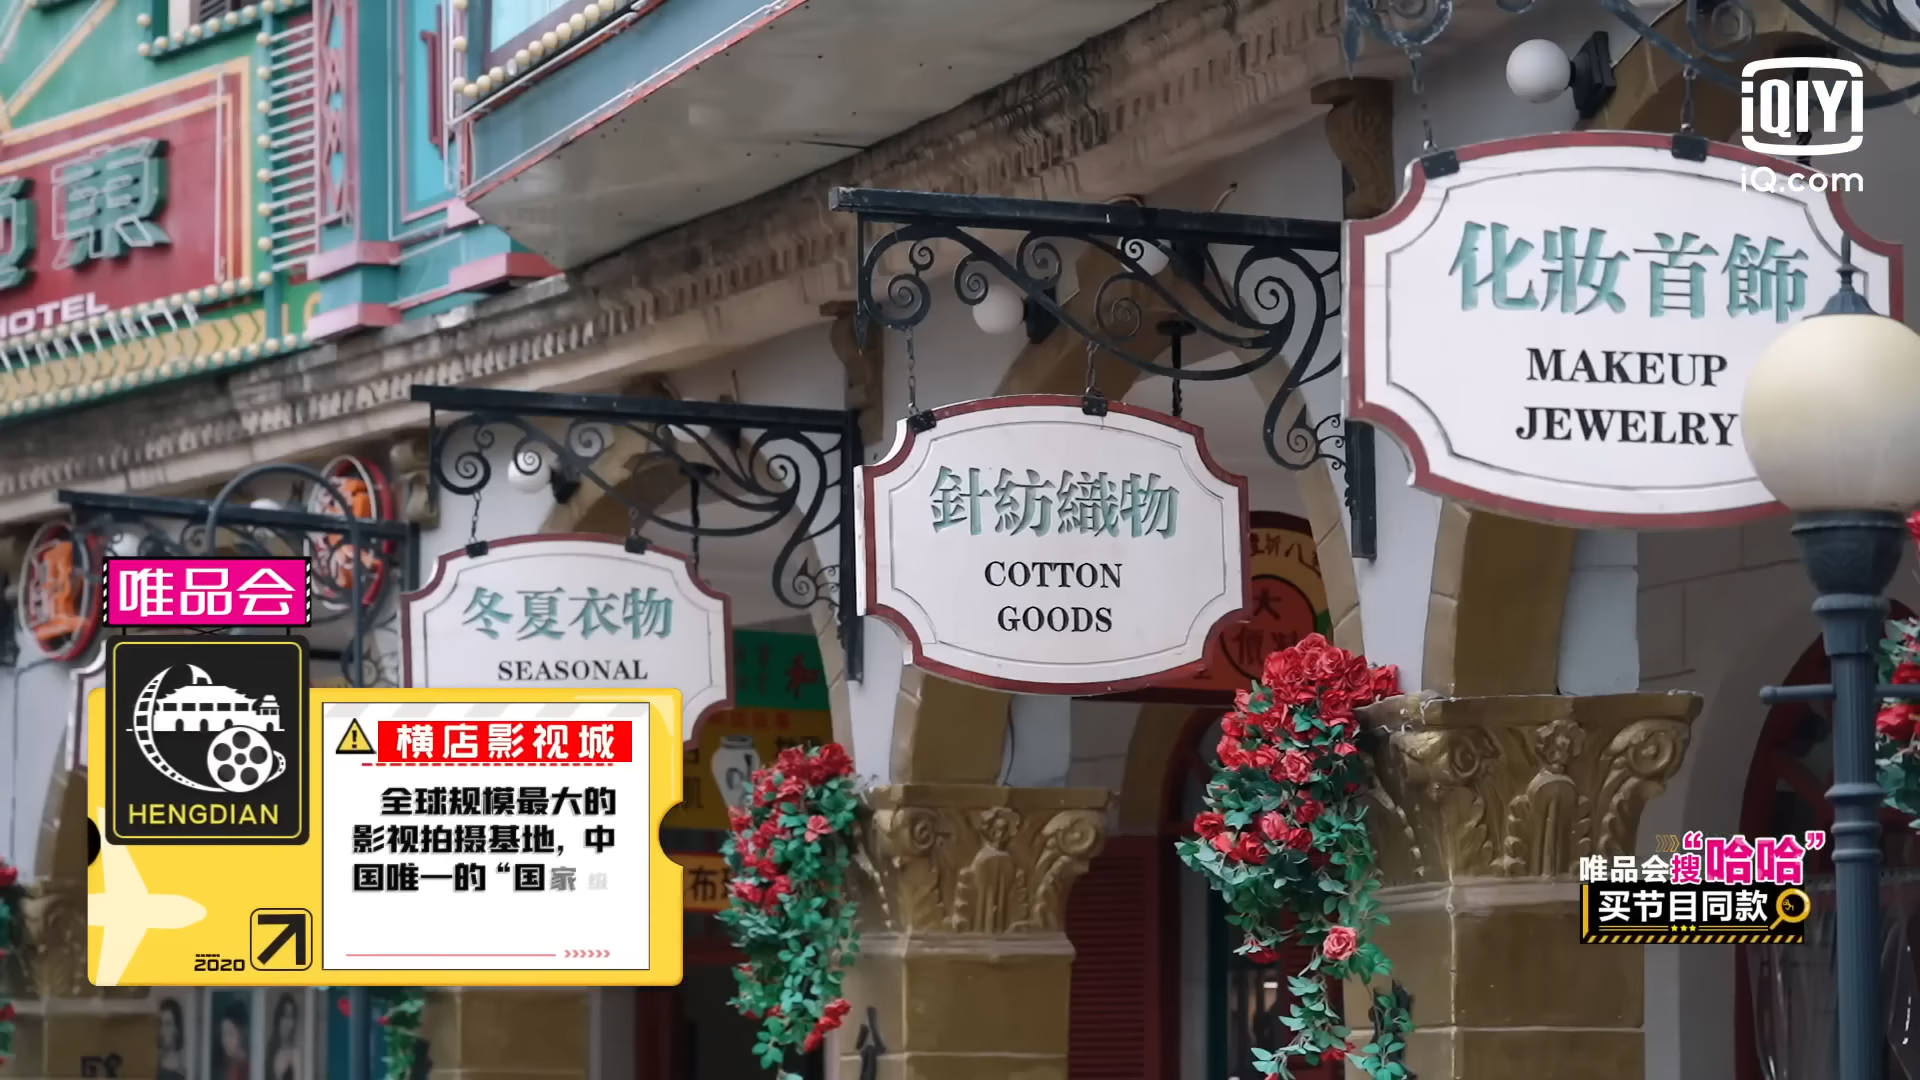 iQIYI
iQ.com
HOTEL
化妝首飾
MAKEUP
JEWELRY
針紡織物
COTTON
GOODS
冬夏衣物
SEASONAL
唯品会
HENGDIAN
2020
横店影视城
全球规模最大的
影视拍摄基地，中
国唯一的“国家级
唯品会搜“哈哈”
买节目同款